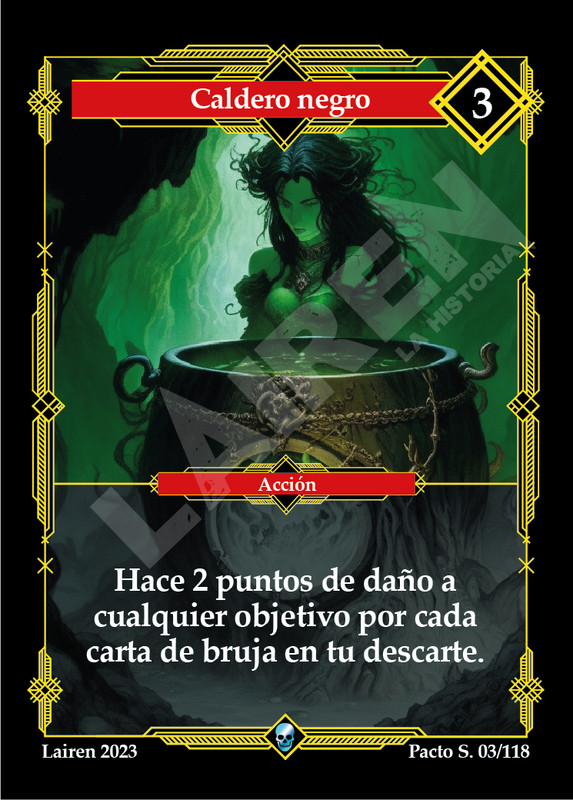 Caldero negro
3
LAIREN
LA HISTORIA
Acción
Hace 2 puntos de daño a
cualquier objetivo por cada
carta de bruja en tu descarte.
Lairen 2023
Pacto S. 03/118